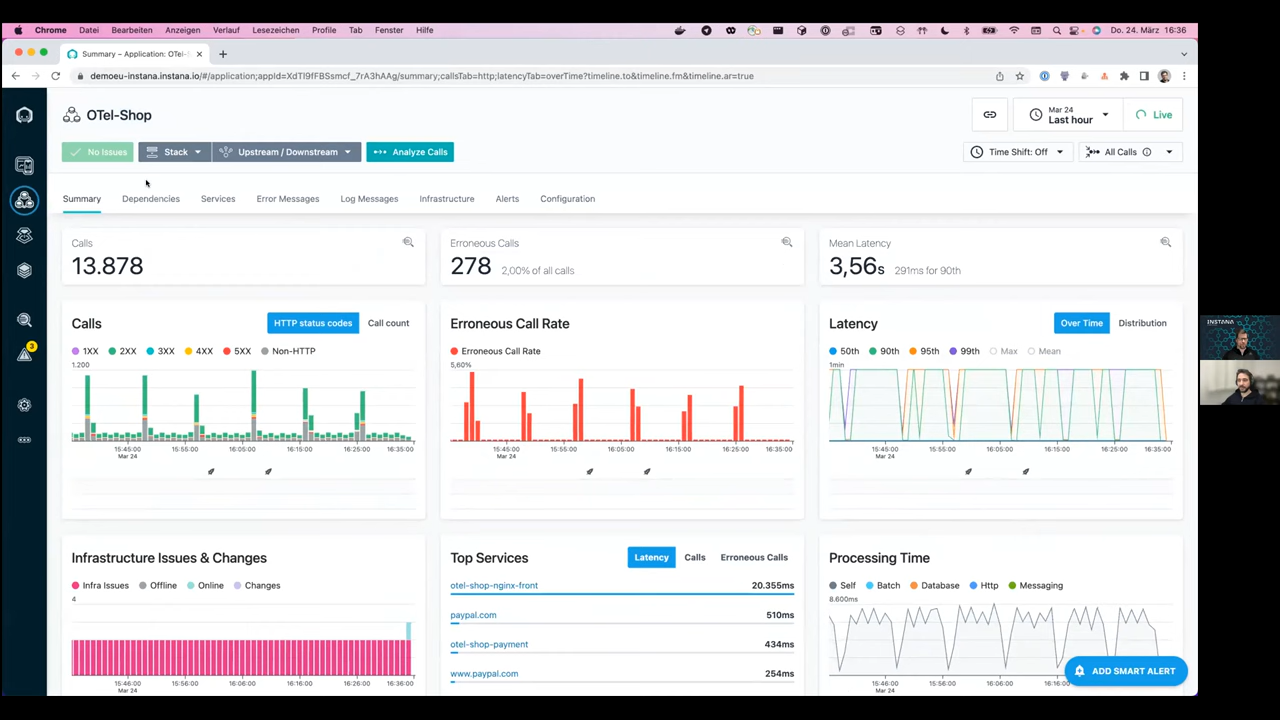 Chrome Datei Bearbeiten Anzeigen Verlauf Lesezeichen Profile Tab Fenster Hilfe Do. 24. März 16:36
Summary – Application: OTel-S
demoeu-instana.instana.io/#/application;appId=XdTI9fFBSsmcf_7rA3hAAg/summary;callsTab=http;latencyTab=overTime?timeline.to&timeline.fm&timeline.ar=true
OTel-Shop
Mar 24
Last hour
Live
No Issues Stack Upstream / Downstream Analyze Calls Time Shift: Off All Calls
Summary Dependencies Services Error Messages Log Messages Infrastructure Alerts Configuration
Calls
13.878
Erroneous Calls
278 2,00% of all calls
Mean Latency
3,56s 291ms for 90th
Calls HTTP status codes Call count
1XX 2XX 3XX 4XX 5XX Non-HTTP
1.200
15:45:00 15:55:00 16:05:00 16:15:00 16:25:00 16:35:00
Mar 24
Erroneous Call Rate
Erroneous Call Rate
5,60%
15:45:00 15:55:00 16:05:00 16:15:00 16:25:00 16:35:00
Mar 24
Latency Over Time Distribution
50th 90th 95th 99th Max Mean
1min
15:45:00 15:55:00 16:05:00 16:15:00 16:25:00 16:35:00
Mar 24
Infrastructure Issues & Changes
Infra Issues Offline Online Changes
4
15:46:00 15:56:00 16:06:00 16:16:00 16:26:00 16:36:00
Mar 24
Top Services Latency Calls Erroneous Calls
otel-shop-nginx-front 20.355ms
paypal.com 510ms
otel-shop-payment 434ms
www.paypal.com 254ms
Processing Time
Self Batch Database Http Messaging
8.600ms
15:46:00 15:56:00 16:06:00 16:16:0
Mar 24
ADD SMART ALERT
3
INSTANA